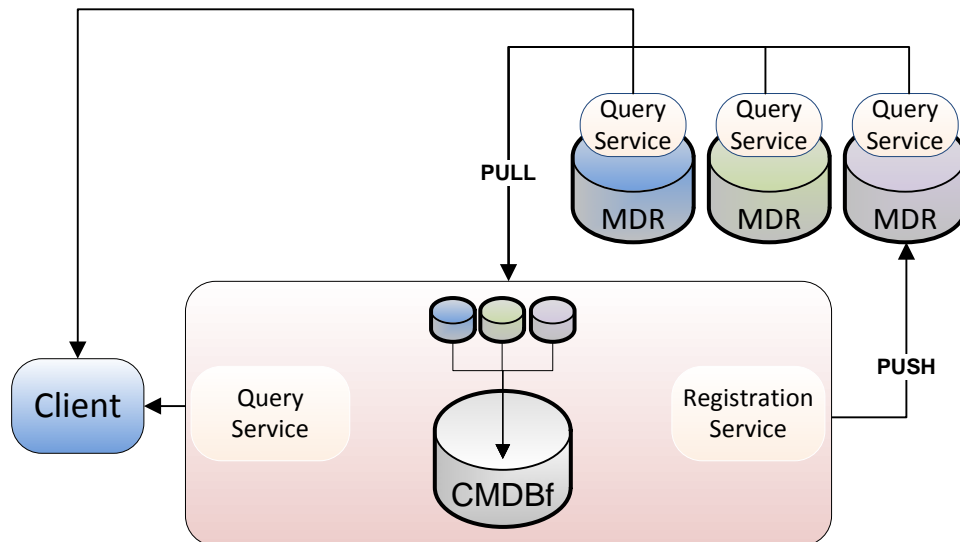 Query
Service
Query
Service
Query
Service
PULL
MDR
MDR
MDR
PUSH
Client
Query
Service
Registration
Service
CMDBf